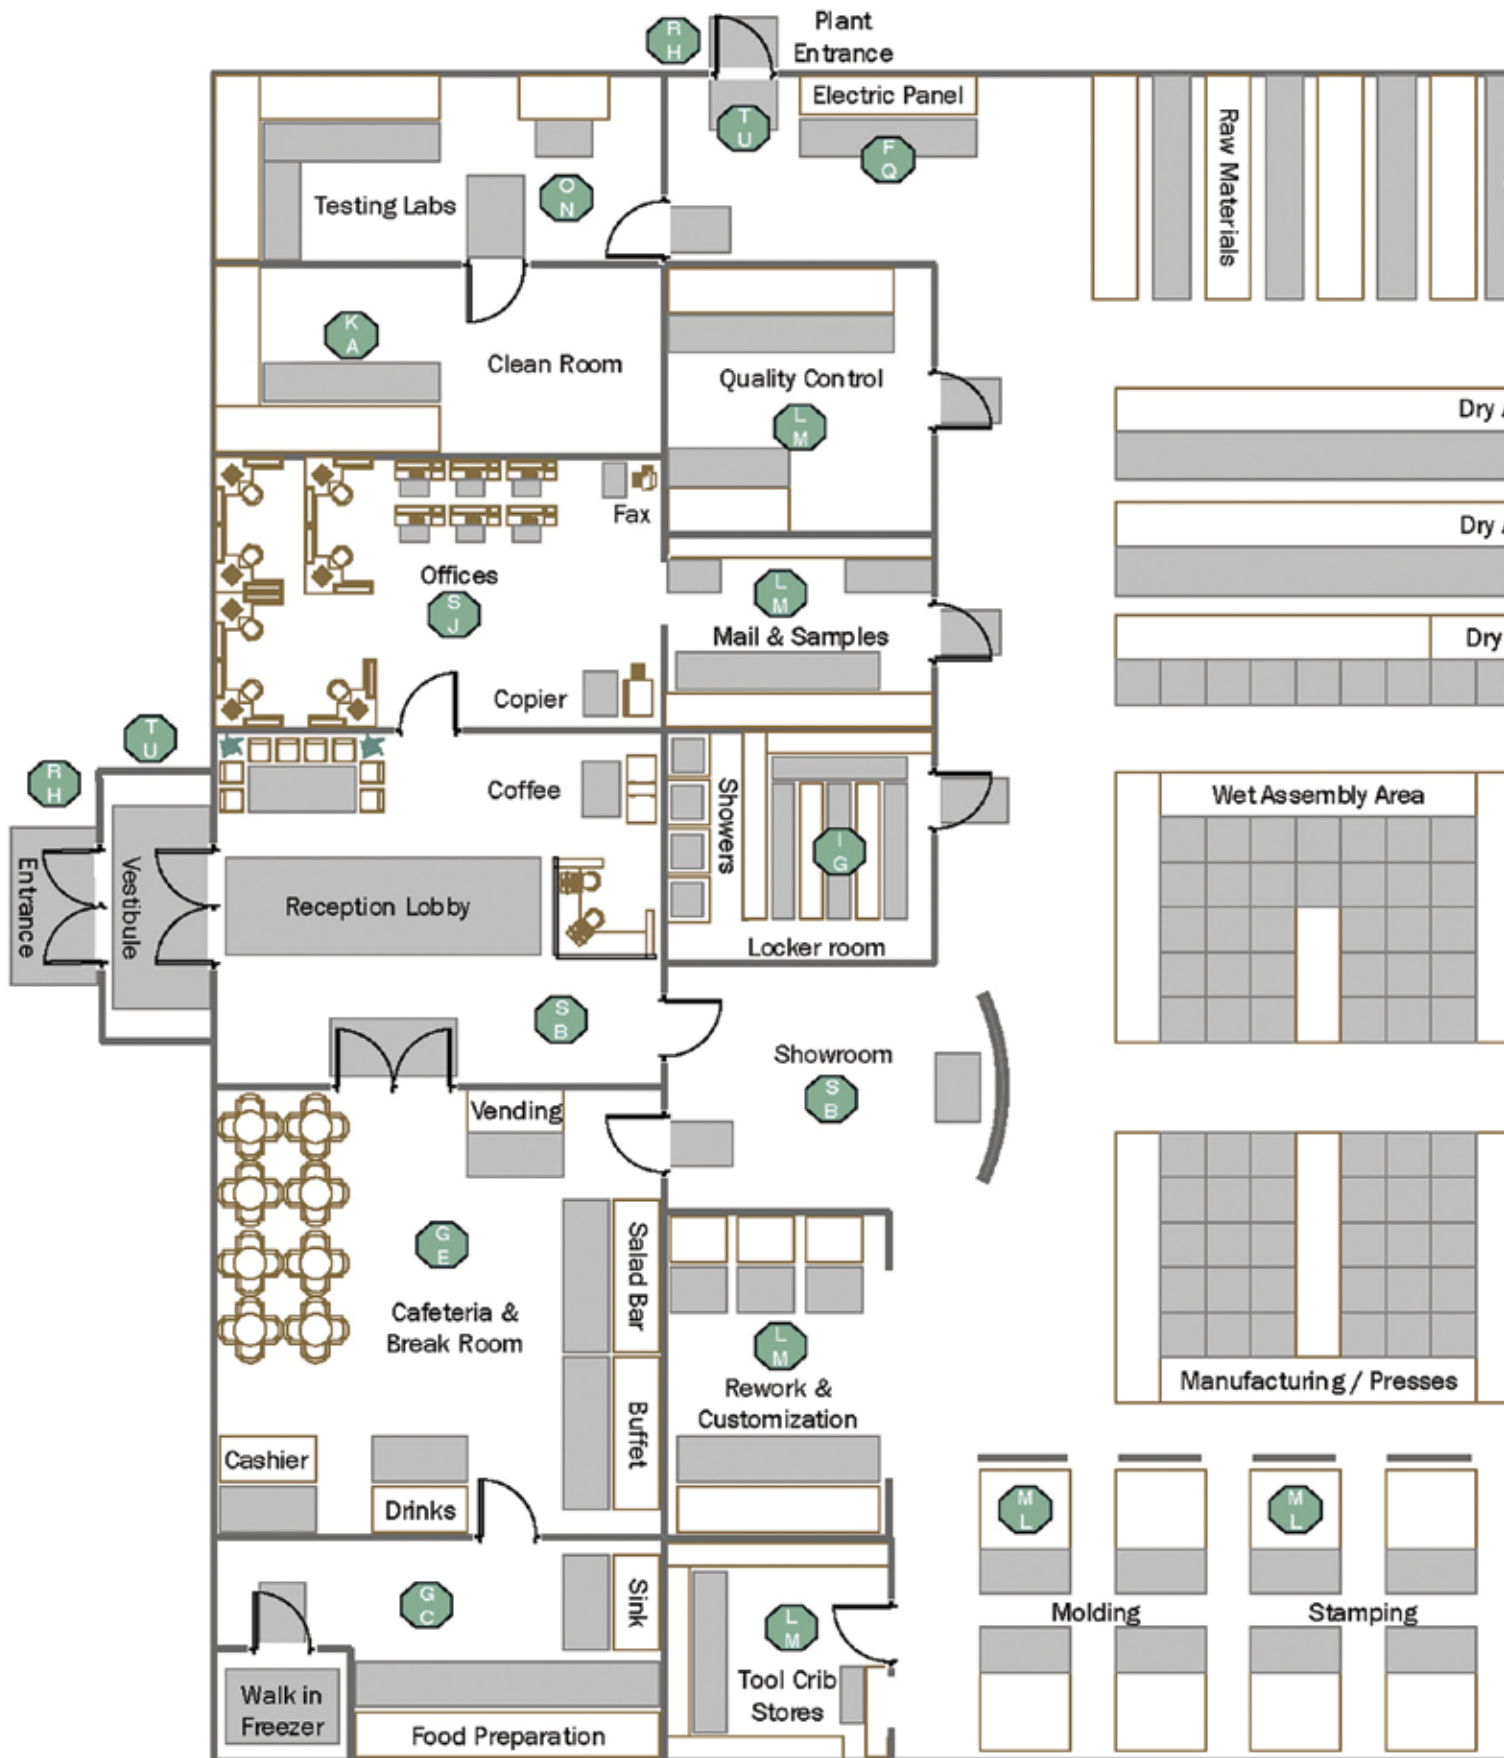 R
H
Plant
Entrance
T
U
Electric Panel
F
Q
Raw Materials
Testing Labs
O
N
K
A
Clean Room
Quality Control
L
M
Dry
Dry
Dry
Fax
Offices
S
J
L
M
Mail & Samples
Copier
T
U
R
H
Coffee
Showers
I
G
Locker room
Wet Assembly Area
Entrance
Vestibule
Reception Lobby
S
B
Showroom
S
B
Vending
G
E
Cafeteria &
Break Room
Salad Bar
Buffet
L
M
Rework &
Customization
Manufacturing / Presses
Cashier
Drinks
M
L
M
L
Molding
Stamping
G
C
Sink
L
M
Tool Crib
Stores
Walk in
Freezer
Food Preparation